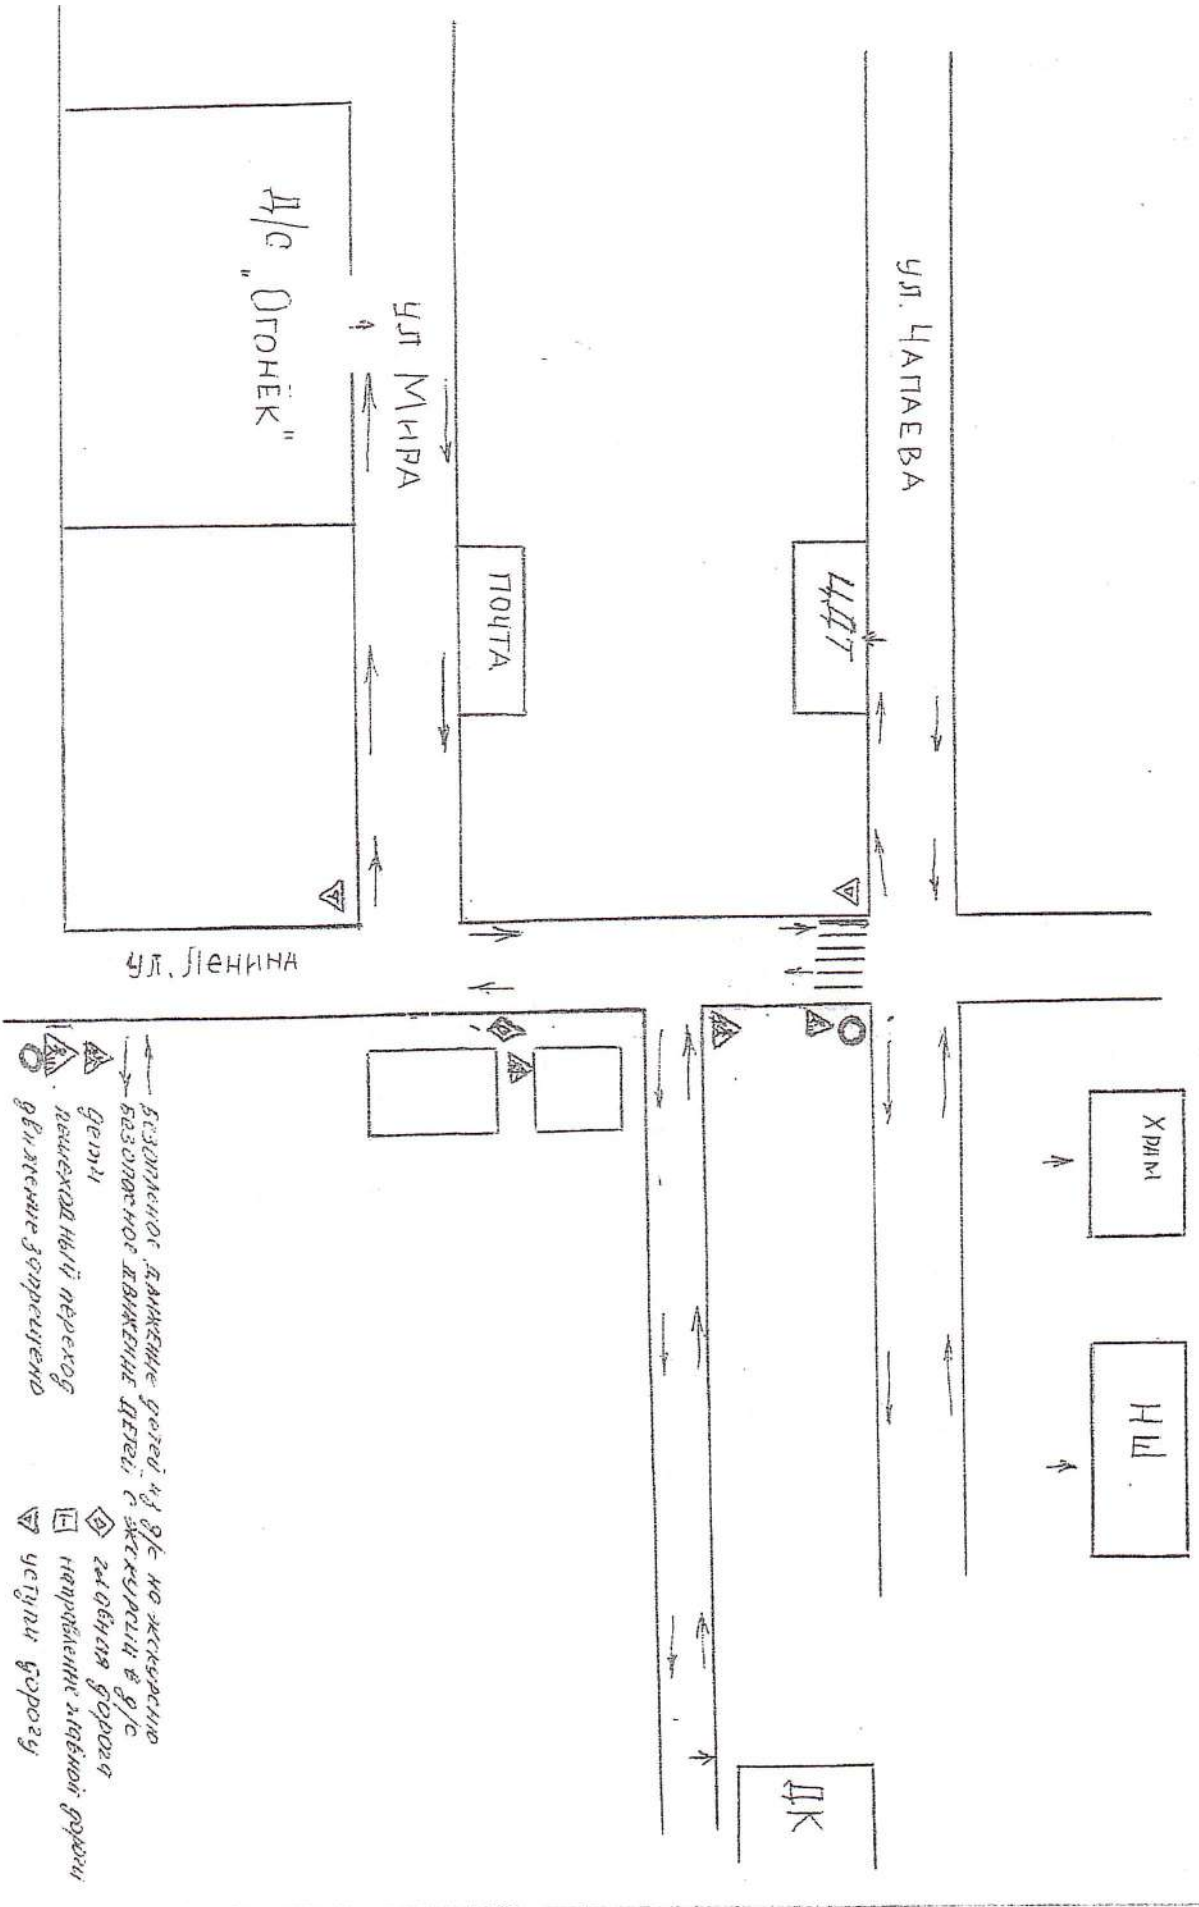 Д/С „Огонёк"
ул Мира
ПОЧТА
ЦДТ
ул. Чапаева
ул. Ленина
Храм
НШ
ДК
безопасное движение детей из д/с на экскурсию
безопасное движение детей с экскурсии в д/с
дети
главная дорога
пешеходный переход
направление главной дороги
движение запрещено
уступи дорогу